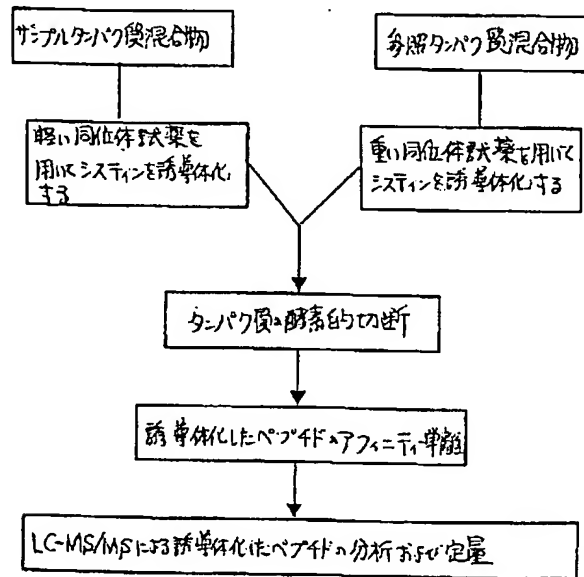 サンプルタンパク質混合物
参照タンパク質混合物
軽い同位体試薬を
用いてシステインを誘導体化
する
重い同位体試薬を用いて
システインを誘導体化する
タンパク質の酵素的切断
誘導体化したペプチドのアフィニティー単離
LC-MS/MSによる誘導体化したペプチドの分析および定量